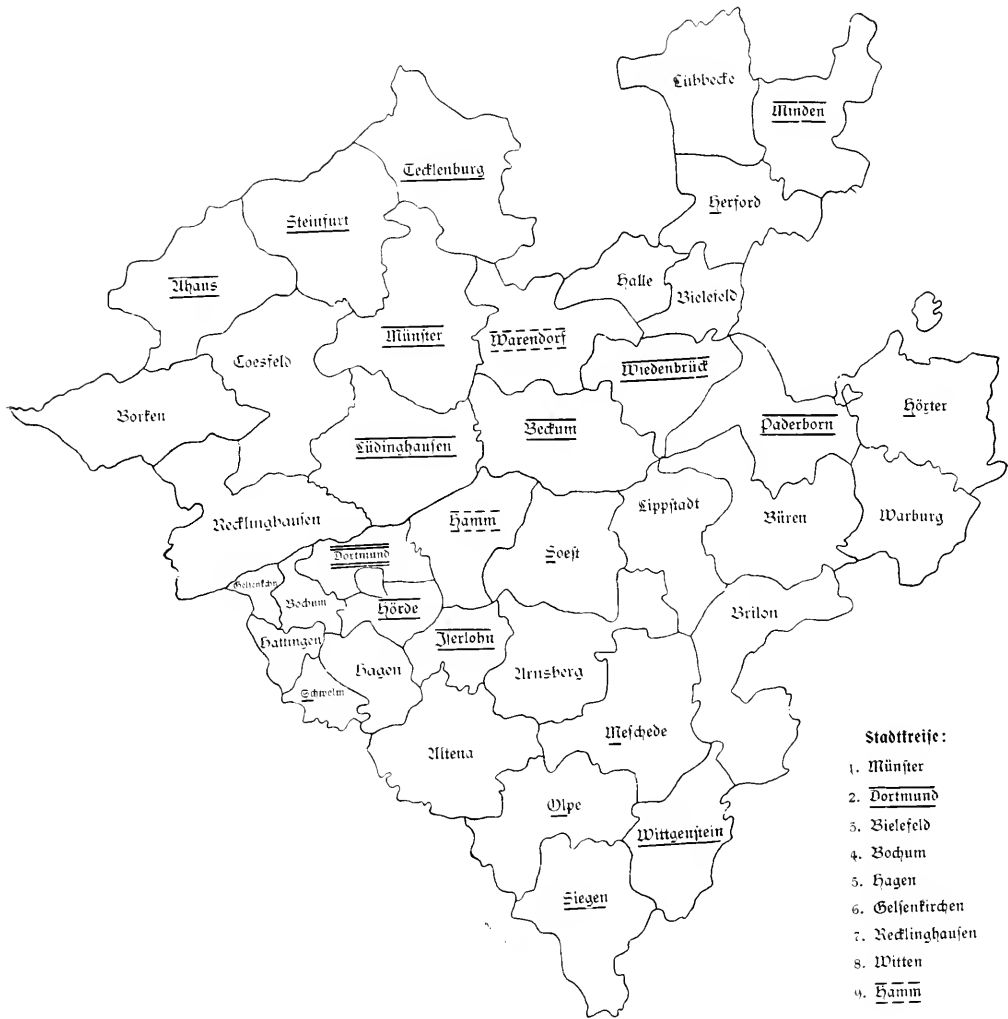 Lübbecke
Minden
Tecklenburg
Herford
Steinfurt
Halle
Ahaus
Bielefeld
Münster
Warendorf
Coesfeld
Wiedenbrück
Borken
Höxter
Beckum
Paderborn
Lüdinghausen
Lippstadt
Recklinghausen
Hamm
Büren
Warburg
Dortmund
Soest
Gelsenkchn
Bochum
Hörde
Brilon
Hattingen
Iserlohn
Hagen
Arnsberg
Schwelm
Meschede
Altena
Olpe
Wittgenstein
Siegen
Stadtkreise:
1. Münster
2. Dortmund
3. Bielefeld
4. Bochum
5. Hagen
6. Gelsenkirchen
7. Recklinghausen
8. Witten
9. Hamm